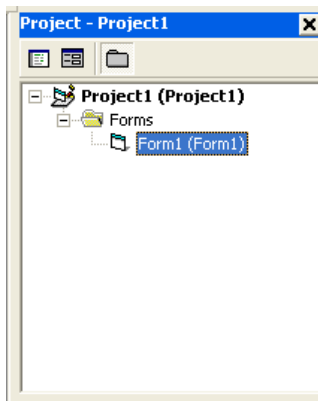 Project - Project1
Project1 (Project1)
Forms
Form1 (Form1)